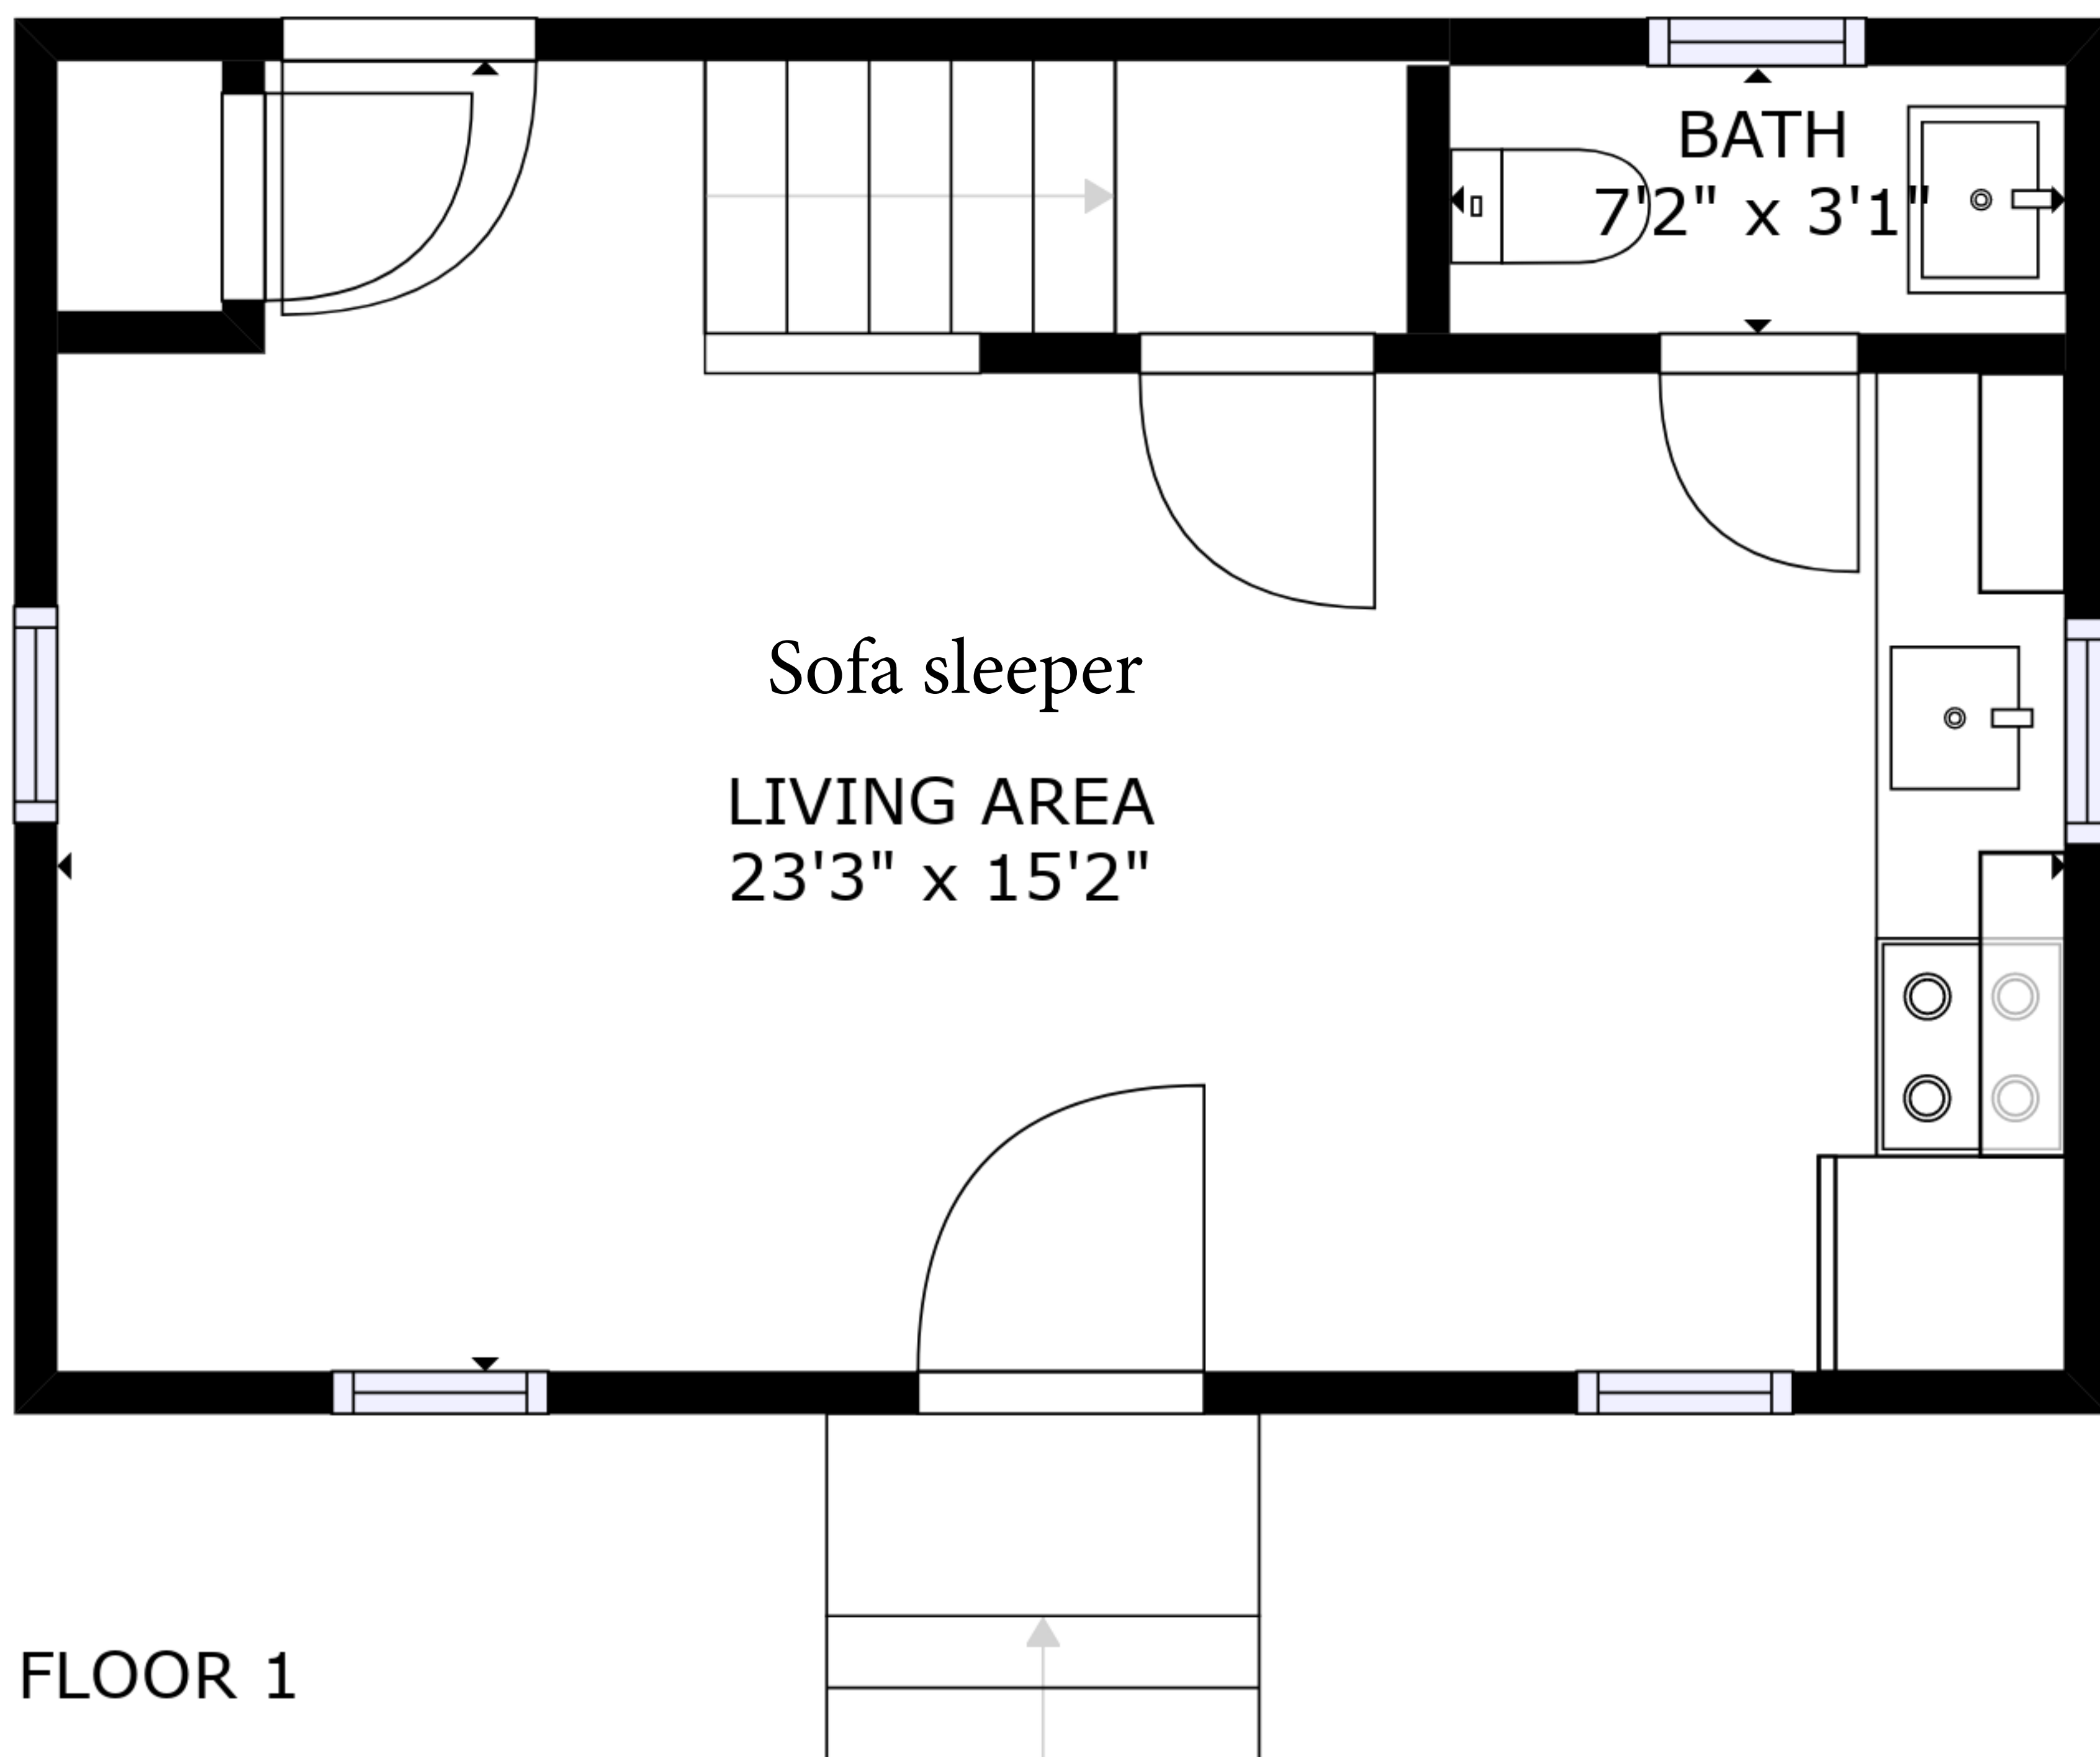 BATH
7'2" x 3'1"
Sofa sleeper
LIVING AREA
23'3" x 15'2"
FLOOR 1